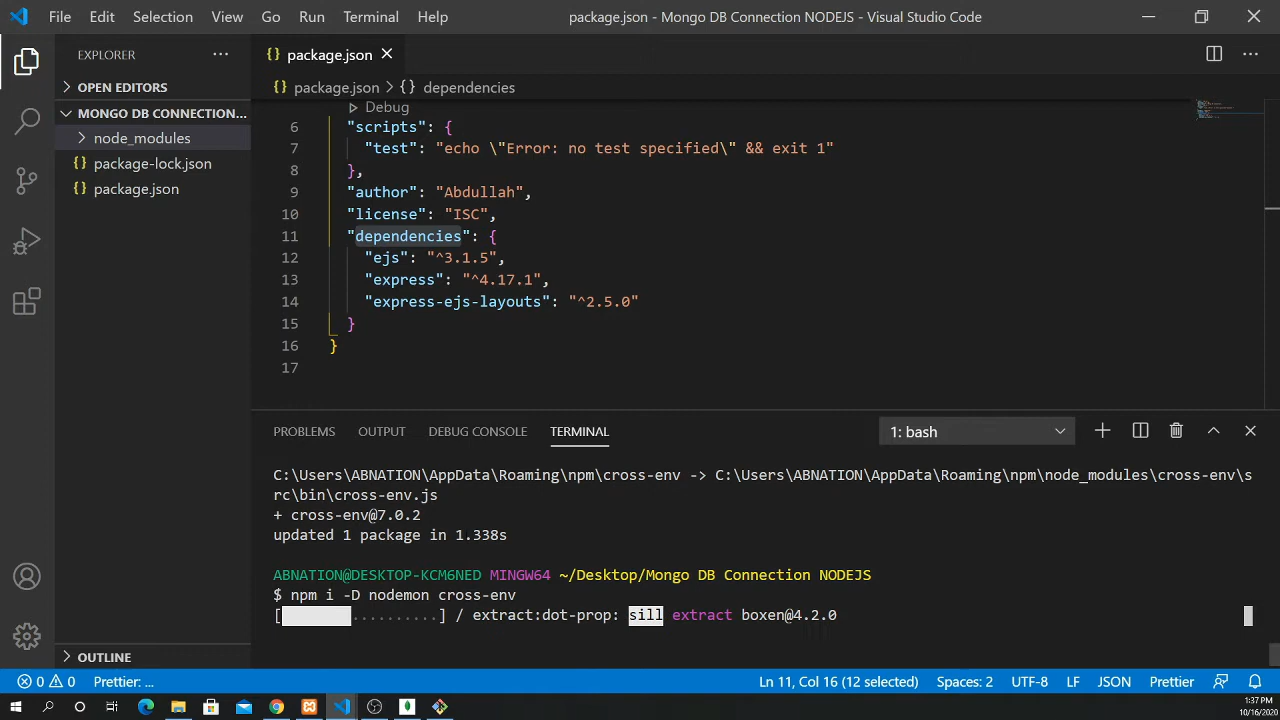 File Edit Selection View Go Run Terminal Help package.json - Mongo DB Connection NODEJS - Visual Studio Code
EXPLORER ...
{} package.json
OPEN EDITORS
{} package.json > {} dependencies
MONGO DB CONNECTION...
node_modules
package-lock.json
package.json
Debug
6 "scripts": {
7 "test": "echo \"Error: no test specified\" && exit 1"
8 },
9 "author": "Abdullah",
10 "license": "ISC",
11 "dependencies": {
12 "ejs": "^3.1.5",
13 "express": "^4.17.1",
14 "express-ejs-layouts": "^2.5.0"
15 }
16 }
17
PROBLEMS OUTPUT DEBUG CONSOLE TERMINAL 1: bash
C:\Users\ABNATION\AppData\Roaming\npm\cross-env -> C:\Users\ABNATION\AppData\Roaming\npm\node_modules\cross-env\s
rc\bin\cross-env.js
+ cross-env@7.0.2
updated 1 package in 1.338s
ABNATION@DESKTOP-KCM6NED MINGW64 ~/Desktop/Mongo DB Connection NODEJS
$ npm i -D nodemon cross-env
[ ..........] / extract:dot-prop: sill extract boxen@4.2.0
OUTLINE
0 0 Prettier: ... Ln 11, Col 16 (12 selected) Spaces: 2 UTF-8 LF JSON Prettier
1:37 PM
10/16/2020